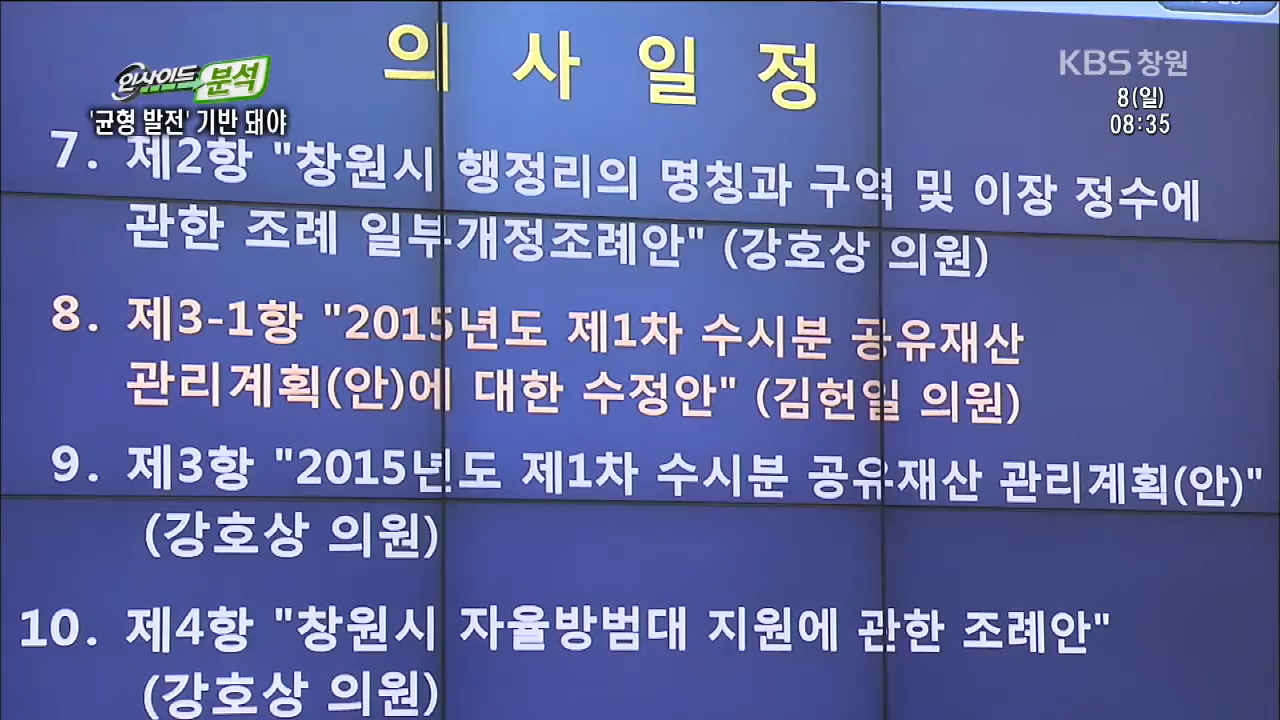 의사일정
인사이드 분석
'균형 발전' 기반 돼야
KBS 창원
8(일)
08:35
7. 제2항 "창원시 행정리의 명칭과 구역 및 이장 정수에
관한 조례 일부개정조례안" (강호상 의원)
8. 제3-1항 "2015년도 제1차 수시분 공유재산
관리계획(안)에 대한 수정안" (김헌일 의원)
9. 제3항 "2015년도 제1차 수시분 공유재산 관리계획(안)"
(강호상 의원)
10. 제4항 "창원시 자율방범대 지원에 관한 조례안"
(강호상 의원)